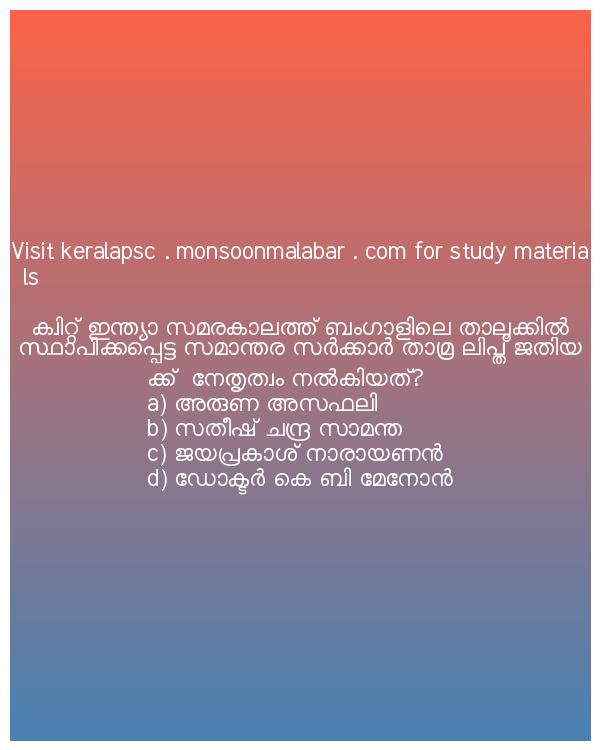 Visit keralapsc . monsoonmalabar . com for study materia
ls
ക്വിറ്റ് ഇന്ത്യാ സമരകാലത്ത് ബംഗാളിലെ താലൂക്കിൽ
സ്ഥാപിക്കപ്പെട്ട സമാന്തര സർക്കാർ താമ്ര ലിപ്ത ജതിയ
ക്ക് നേതൃത്വം നൽകിയത്?
a) അരുണ അസഫലി
b) സതീഷ് ചന്ദ്ര സാമന്ത
c) ജയപ്രകാശ് നാരായണൻ
d) ഡോക്ടർ കെ ബി മേനോൻ